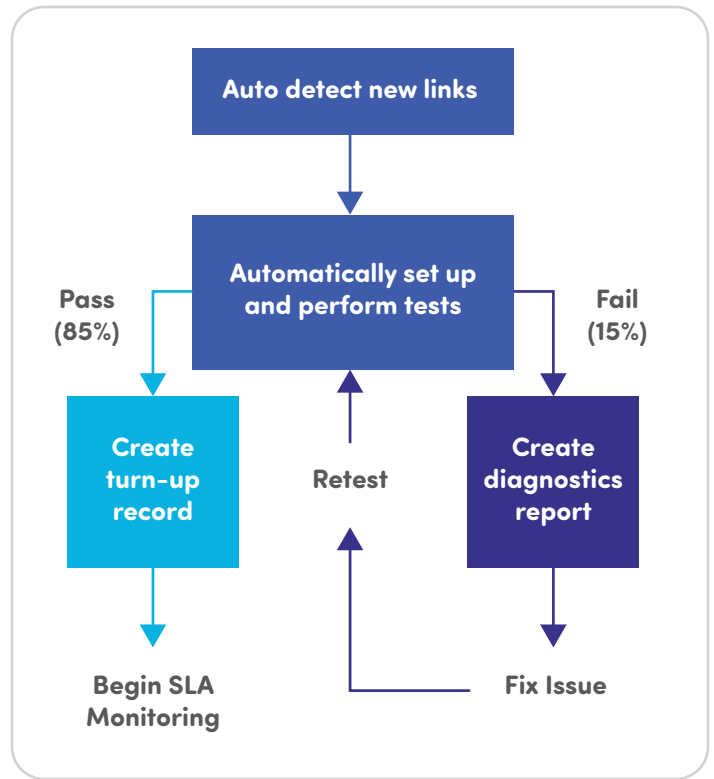 Auto detect new links
Automatically set up
and perform tests
Pass
(85%)
Fail
(15%)
Create
turn-up
record
Retest
Create
diagnostics
report
Begin SLA
Monitoring
Fix Issue